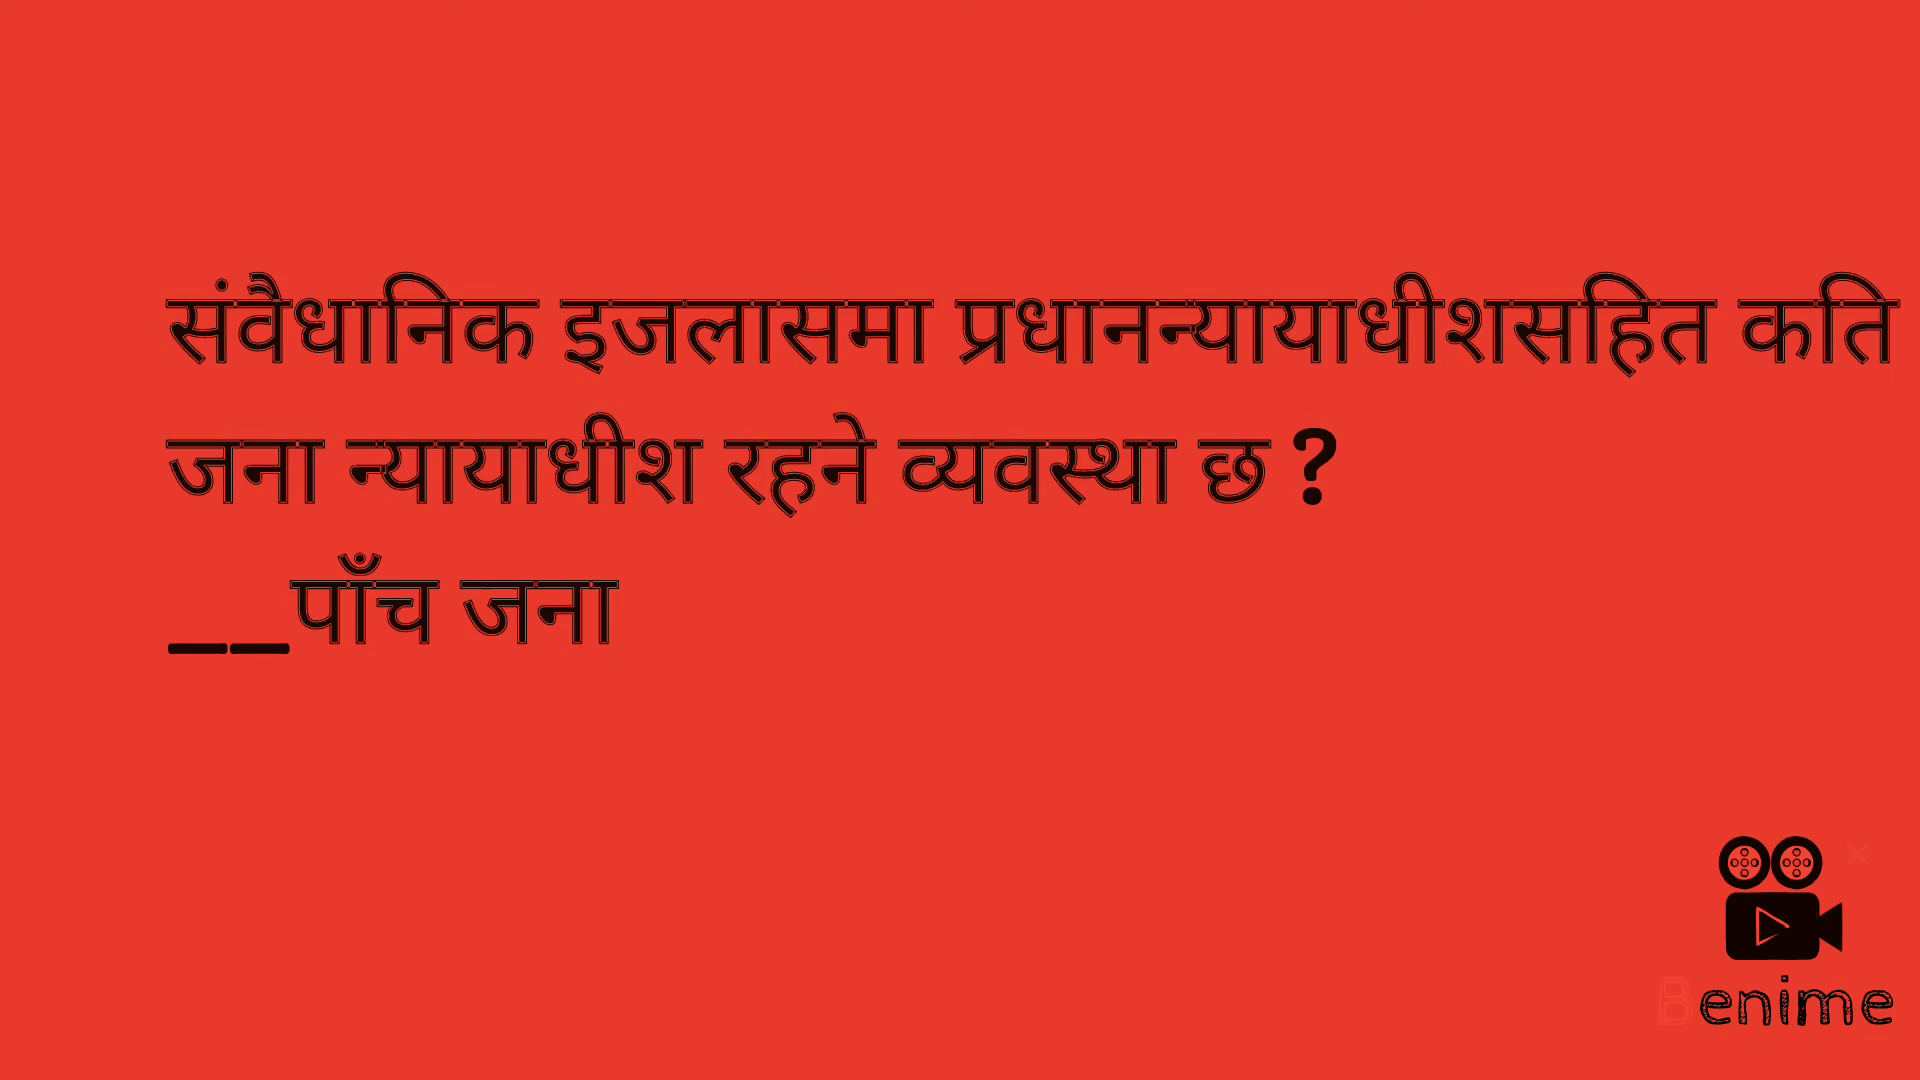 संवैधानिक इजलासमा प्रधानन्यायाधीशसहित कति
जना न्यायाधीश रहने व्यवस्था छ ?
__पाँच जना
Benime